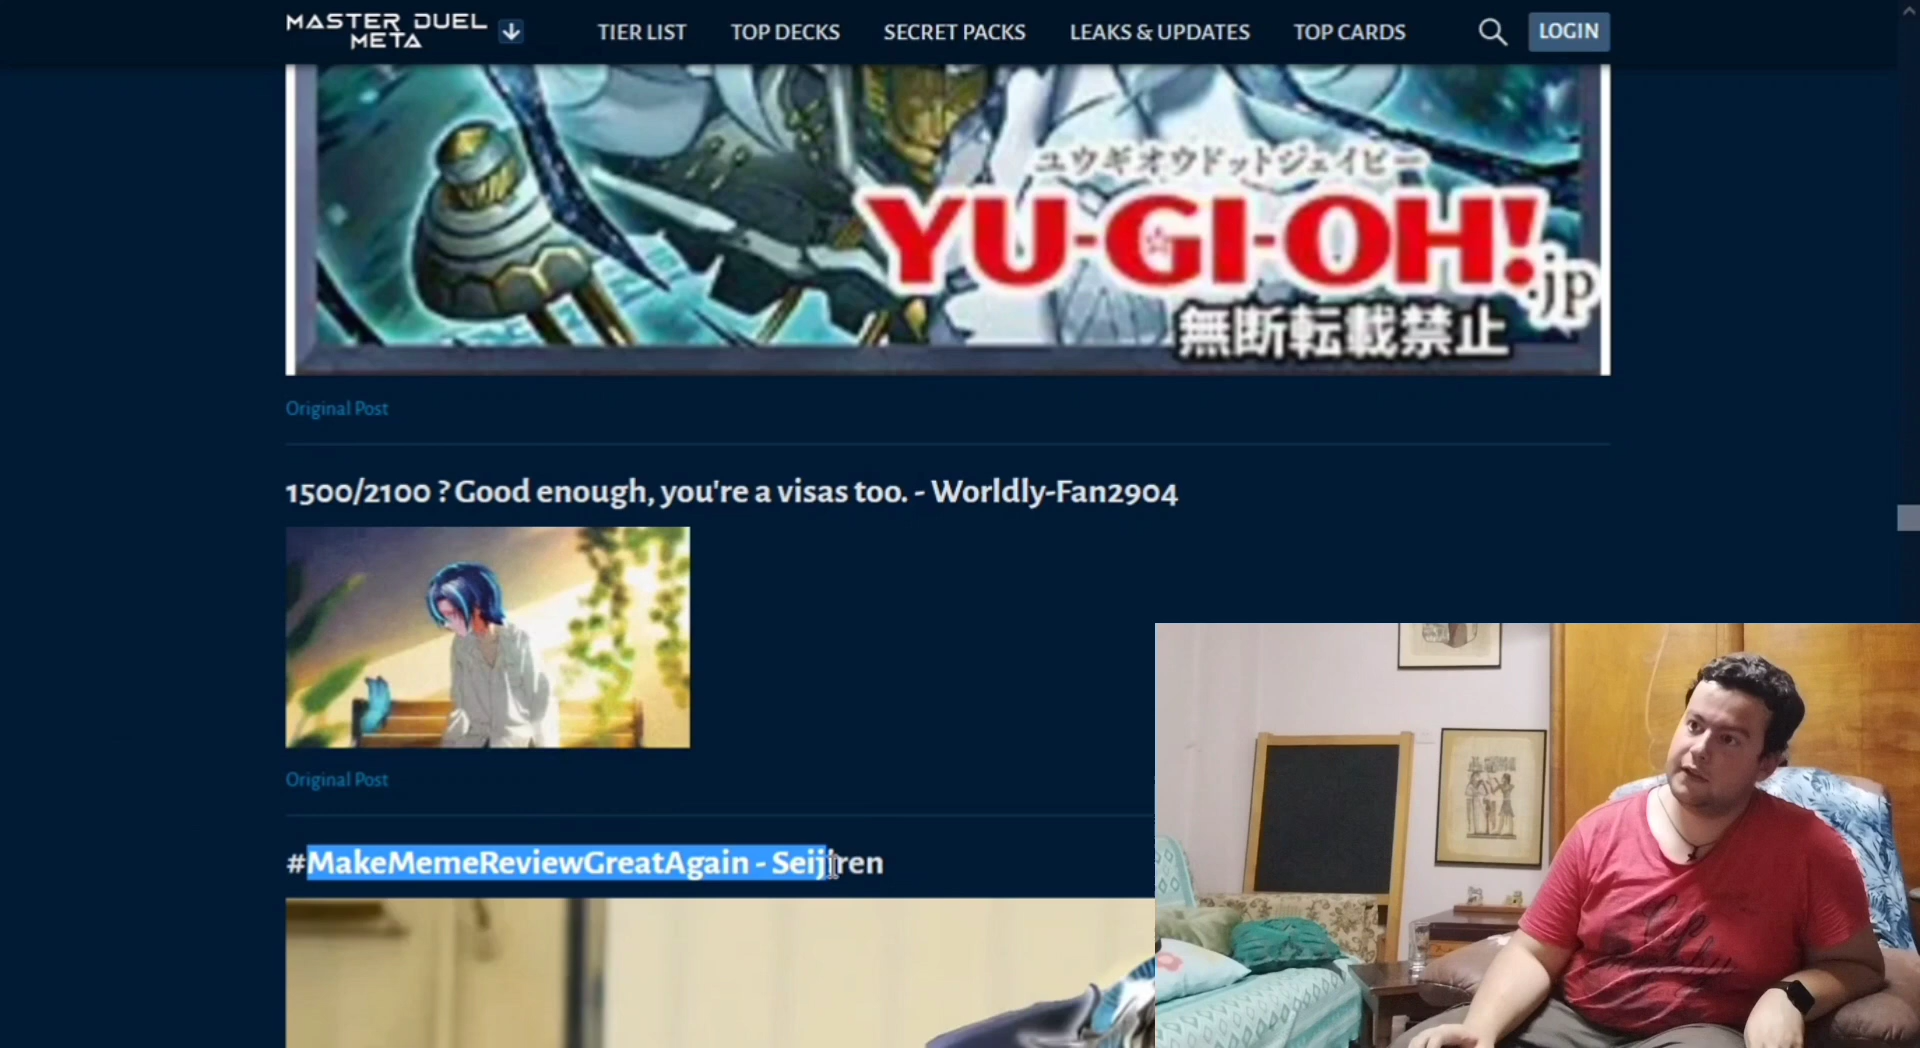 MASTER DUEL
META
TIER LIST
TOP DECKS
SECRET PACKS
LEAKS & UPDATES
TOP CARDS
LOGIN
ユウギオウドットジェイピー
YU-GI-OH!
.jp
無断転載禁止
Original Post
1500/2100 ? Good enough, you're a visas too. - Worldly-Fan2904
Original Post
#MakeMemeReviewGreatAgain - Seijiren